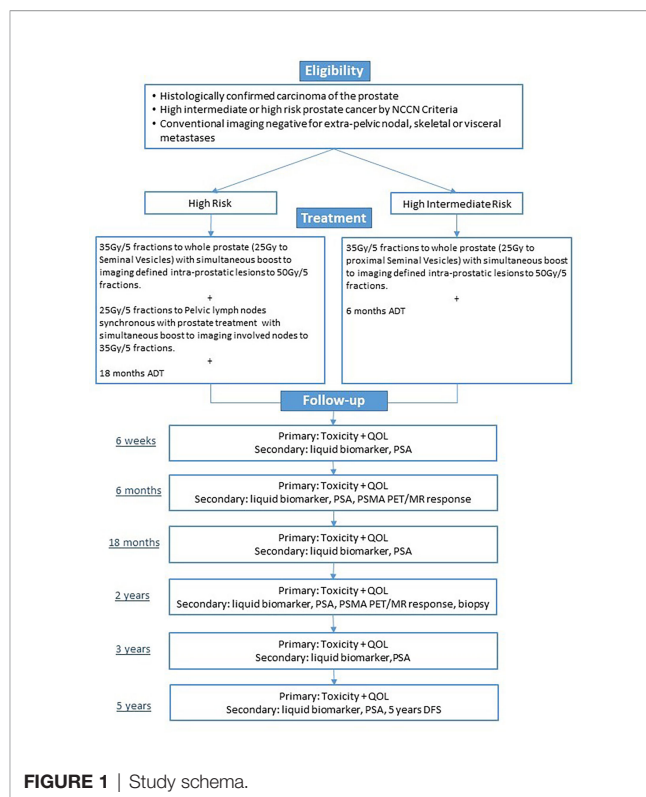 Eligibility
• Histologically confirmed carcinoma of the prostate
• High intermediate or high risk prostate cancer by NCCN Criteria
• Conventional imaging negative for extra-pelvic nodal, skeletal or visceral
metastases
High Risk
High Intermediate Risk
Treatment
35Gy/5 fractions to whole prostate (25Gy to
Seminal Vesicles) with simultaneous boost to
imaging defined intra-prostatic lesions to 50Gy/5
fractions.
+
25Gy/5 fractions to Pelvic lymph nodes
synchronous with prostate treatment with
simultaneous boost to imaging involved nodes to
35Gy/5 fractions.
+
18 months ADT
35Gy/5 fractions to whole prostate (25Gy to
proximal Seminal Vesicles) with simultaneous boost
to imaging defined intra-prostatic lesions to 50Gy/5
fractions.
+
6 months ADT
Follow-up
6 weeks
Primary: Toxicity + QOL
Secondary: liquid biomarker, PSA
6 months
Primary: Toxicity + QOL
Secondary: liquid biomarker, PSA, PSMA PET/MR response
18 months
Primary: Toxicity + QOL
Secondary: liquid biomarker, PSA
2 years
Primary: Toxicity + QOL
Secondary: liquid biomarker, PSA, PSMA PET/MR response, biopsy
3 years
Primary: Toxicity + QOL
Secondary: liquid biomarker,PSA
5 years
Primary: Toxicity + QOL
Secondary: liquid biomarker, PSA, 5 years DFS
FIGURE 1 | Study schema.